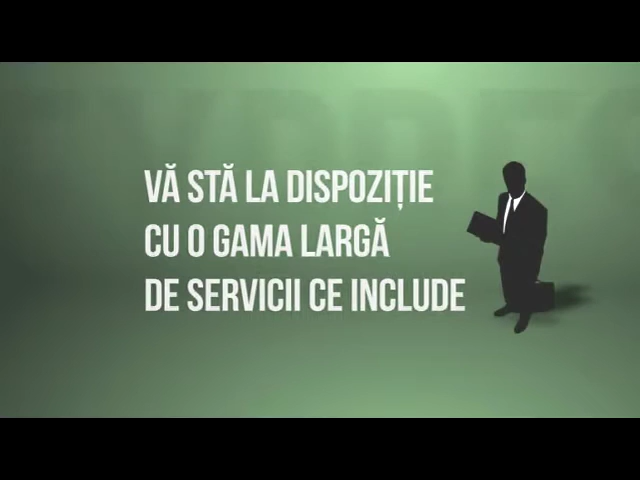 VĂ STĂ LA DISPOZIȚIE
CU O GAMA LARGĂ
DE SERVICII CE INCLUDE